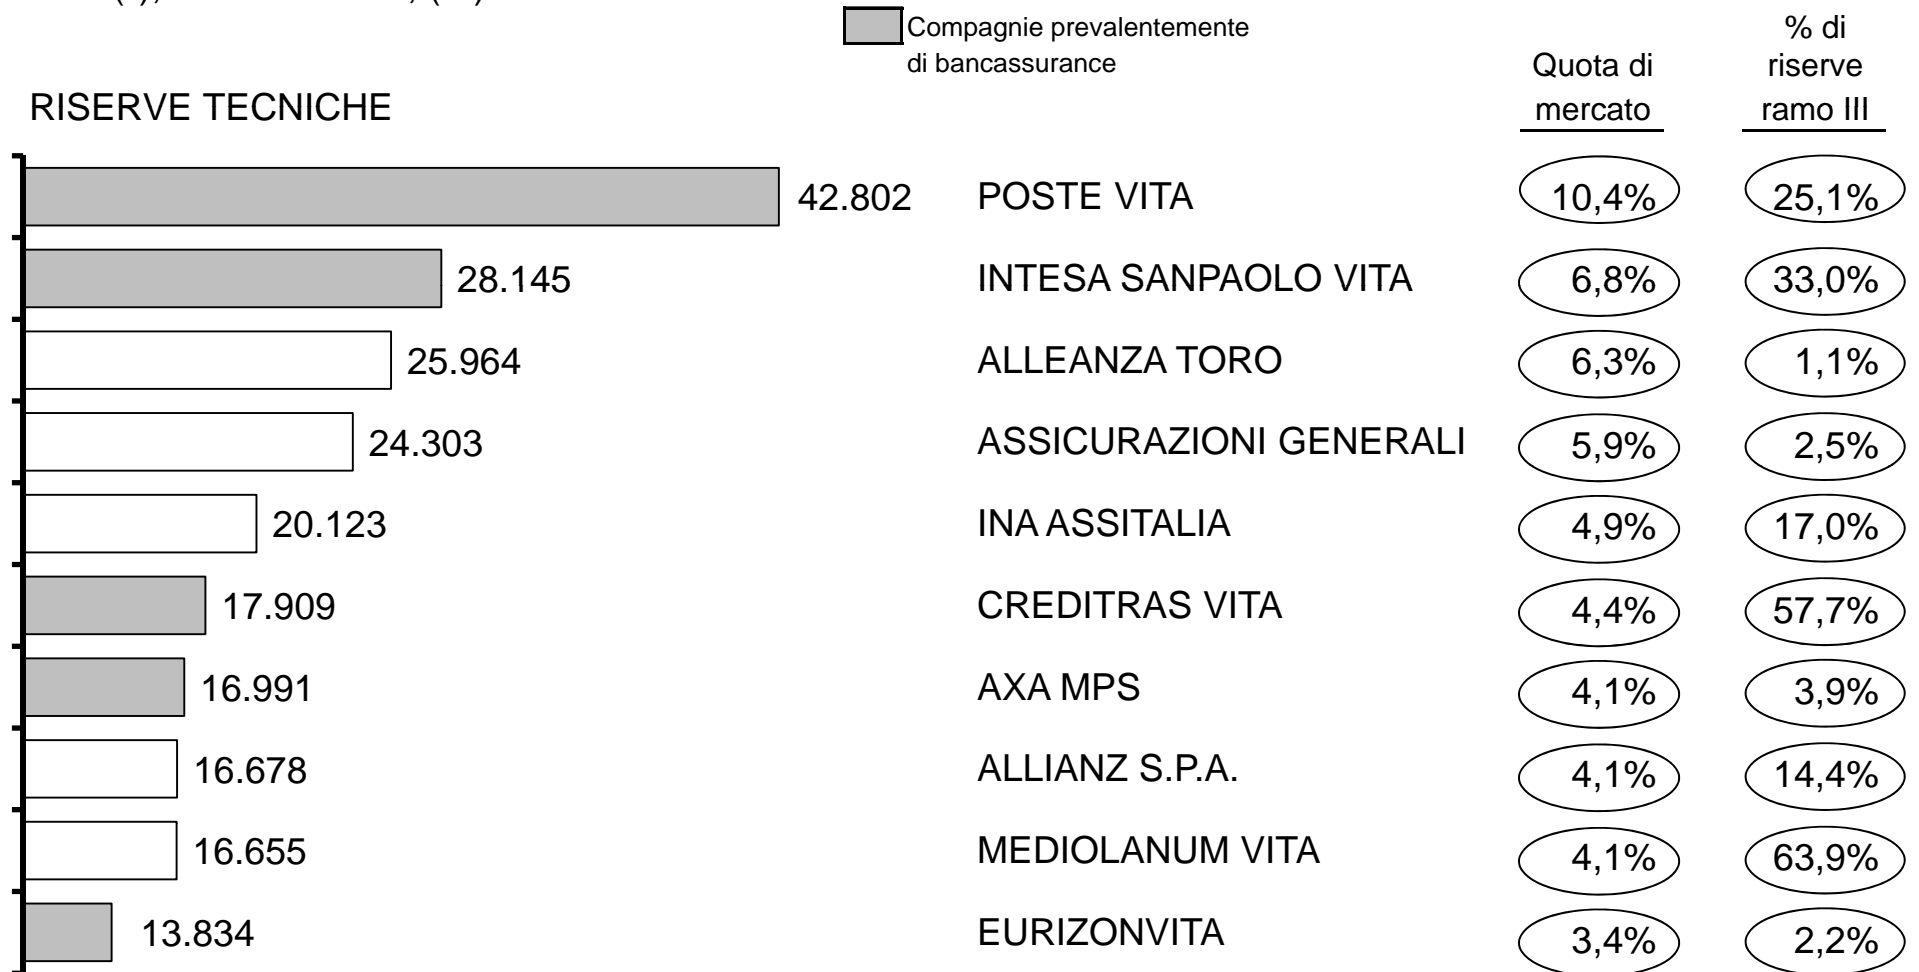 Compagnie prevalentemente
di bancassurance
% di
Quota di riserve
mercato ramo III
RISERVE TECNICHE
42.802 POSTE VITA 10,4% 25,1%
28.145 INTESA SANPAOLO VITA 6,8% 33,0%
25.964 ALLEANZA TORO 6,3% 1,1%
24.303 ASSICURAZIONI GENERALI 5,9% 2,5%
20.123 INA ASSITALIA 4,9% 17,0%
17.909 CREDITRAS VITA 4,4% 57,7%
16.991 AXA MPS 4,1% 3,9%
16.678 ALLIANZ S.P.A. 4,1% 14,4%
16.655 MEDIOLANUM VITA 4,1% 63,9%
13.834 EURIZONVITA 3,4% 2,2%